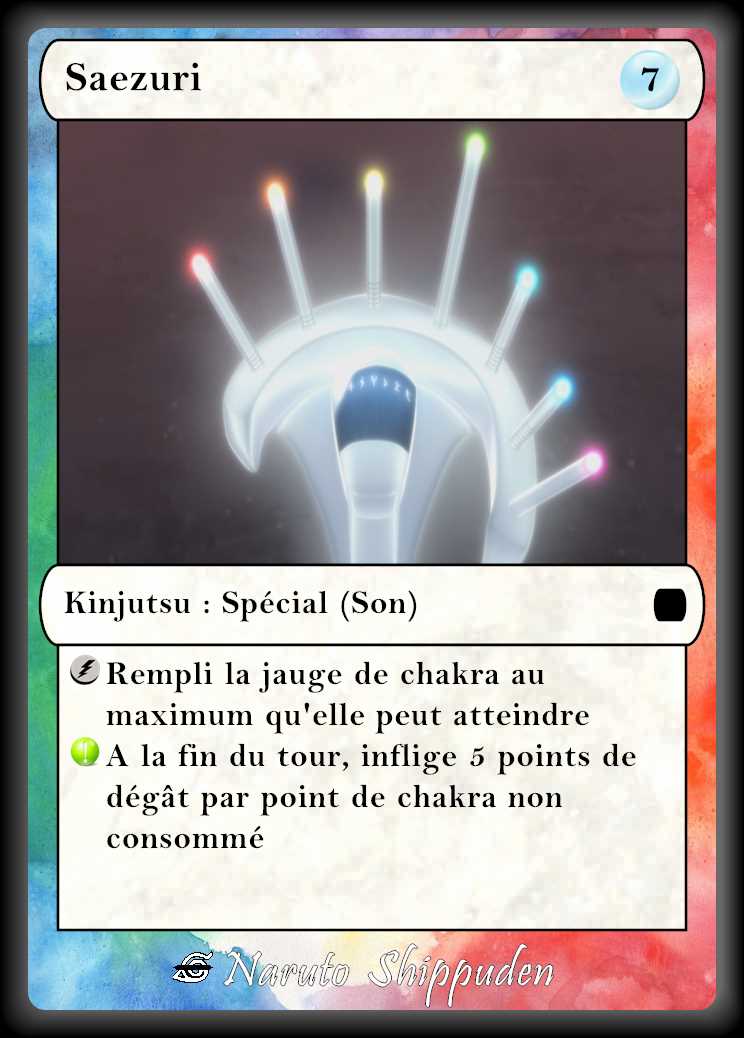 Saezuri
7
Kinjutsu : Spécial (Son)
Rempli la jauge de chakra au
maximum qu'elle peut atteindre
A la fin du tour, inflige 5 points de
dégât par point de chakra non
consommé
Naruto Shippuden